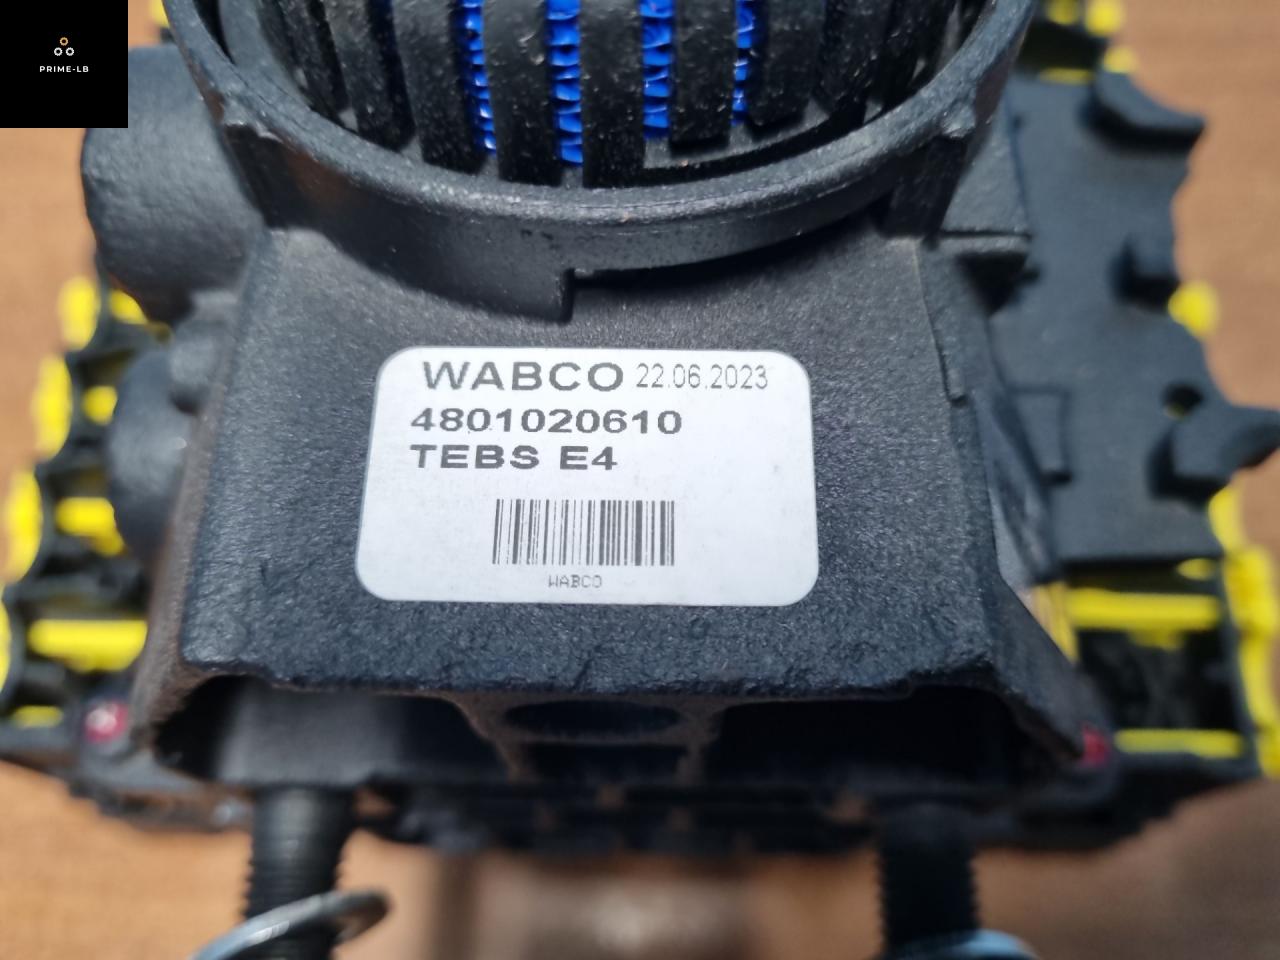 PRIME-LB
WABCO 22.06.2023
4801020610
TEBS E4
WABCO